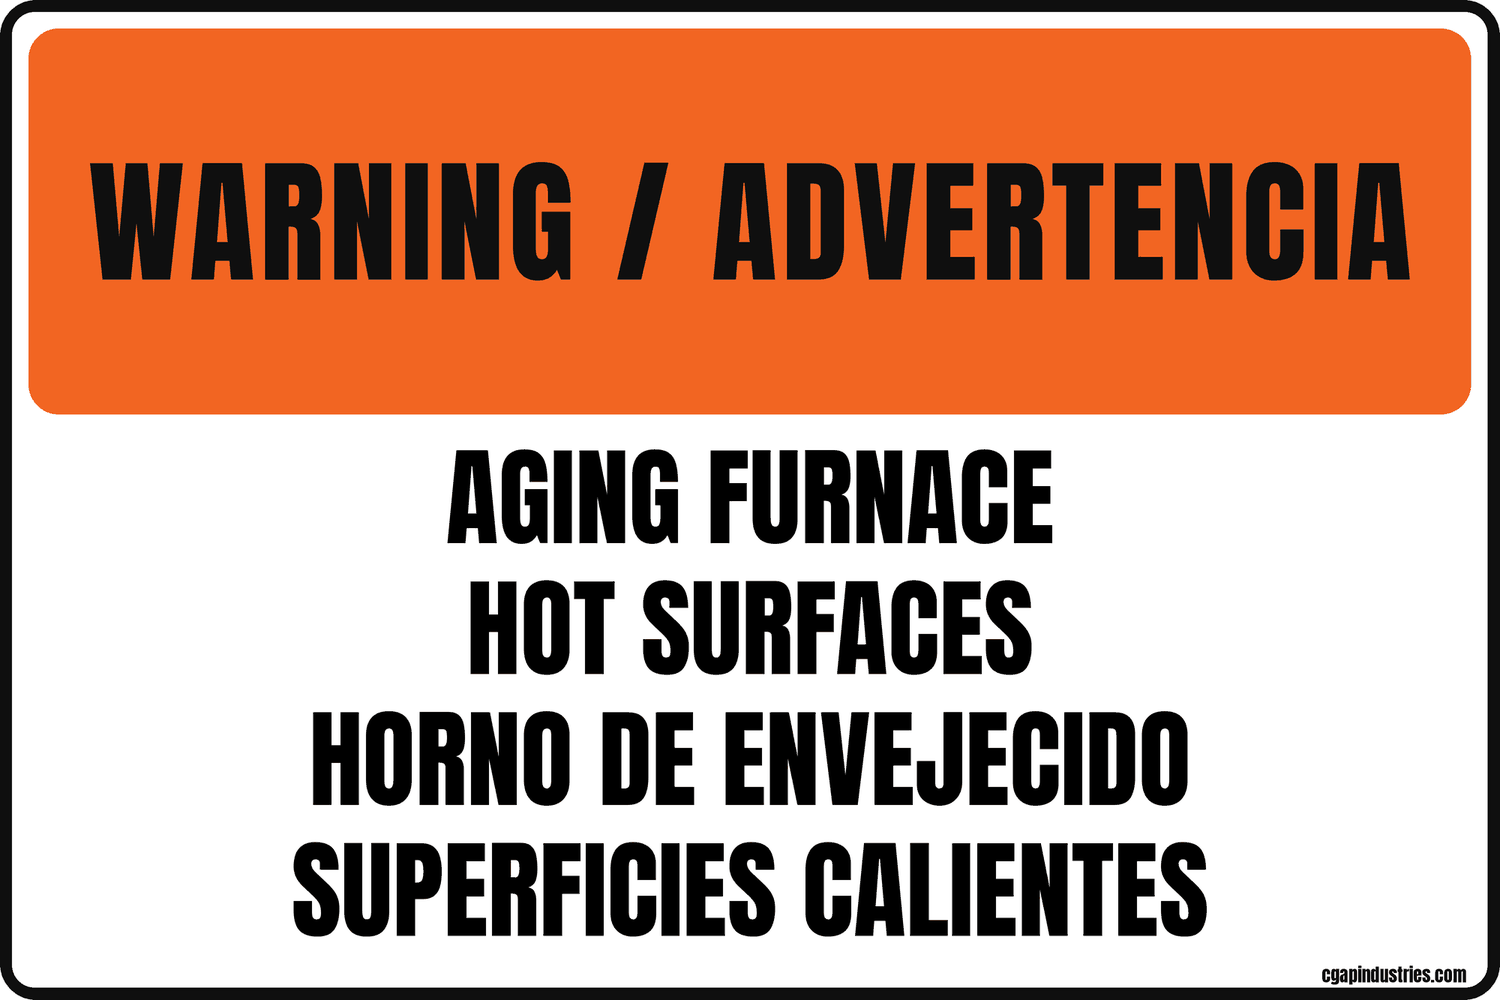 WARNING / ADVERTENCIA
AGING FURNACE
HOT SURFACES
HORNO DE ENVEJECIDO
SUPERFICIES CALIENTES
cgapindustries.com